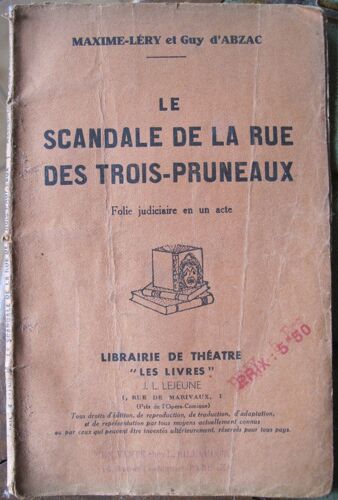 MAXIME-LÉRY et Guy d'ABZAC
LE
SCANDALE DE LA RUE
DES TROIS-PRUNEAUX
Folie judiciaire en un acte
LIBRAIRIE DE THÉATRE
"LES LIVRES"
J. L. LEJEUNE
1, RUE DE MARIVAUX, 1
(Près de l'Opéra-Comique)
PRIX: 5 50
Tous droits d'édition, de reproduction, de traduction, d'adaptation,
et de représentation par tous moyens actuellement connus
ou par ceux qui peuvent être inventés ultérieurement, réservés pour tous pays.
EN VENTE chez